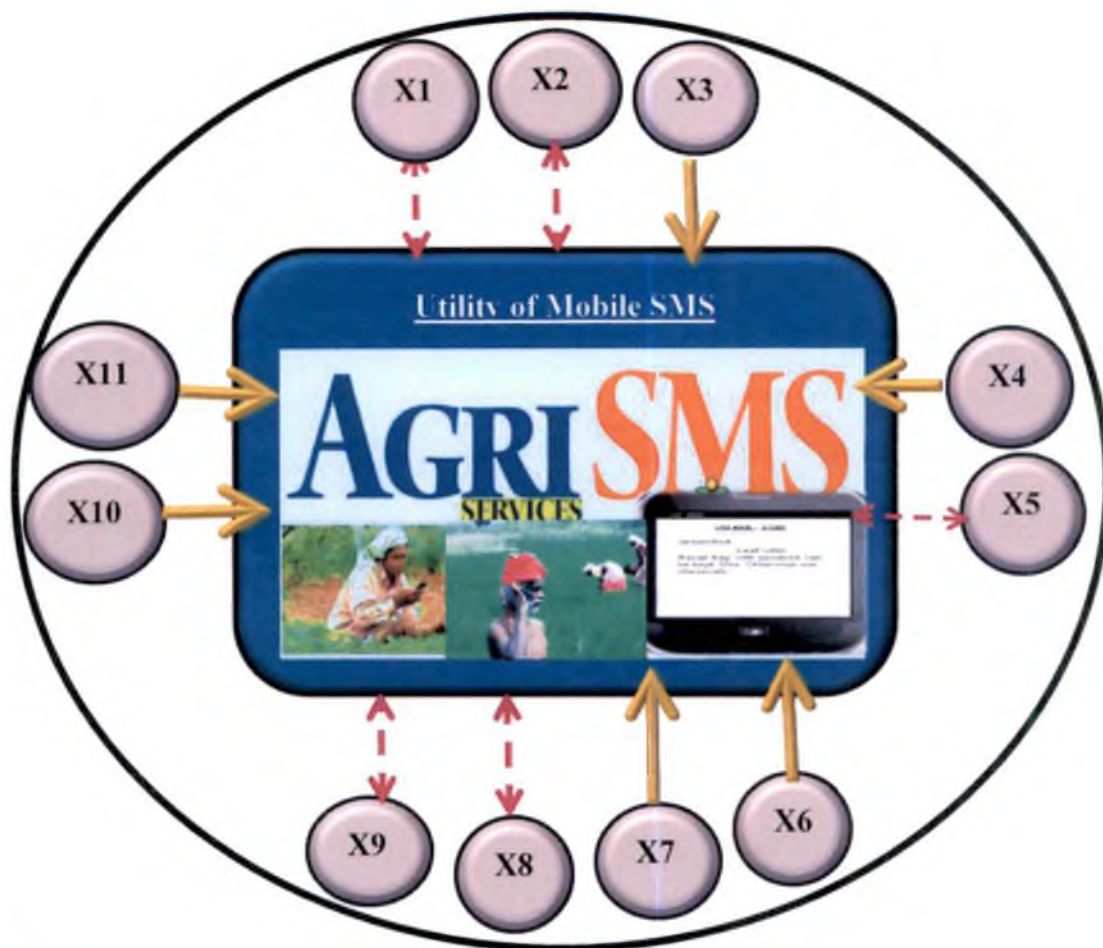 X1
X2
X3
Utility of Mobile SMS
X11
X4
AGRI SMS
SERVICES
X10
X5
X9
X8
X7
X6